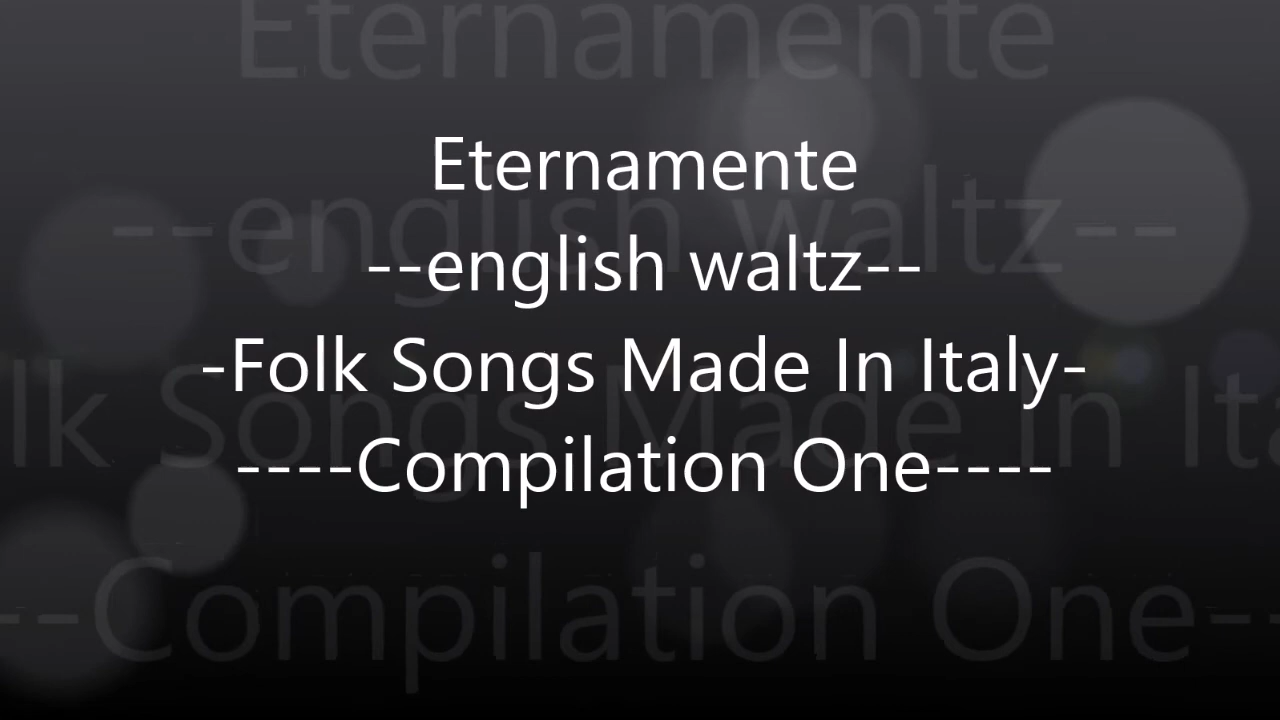 Eternamente
--english waltz--
-Folk Songs Made In Italy-
----Compilation One----